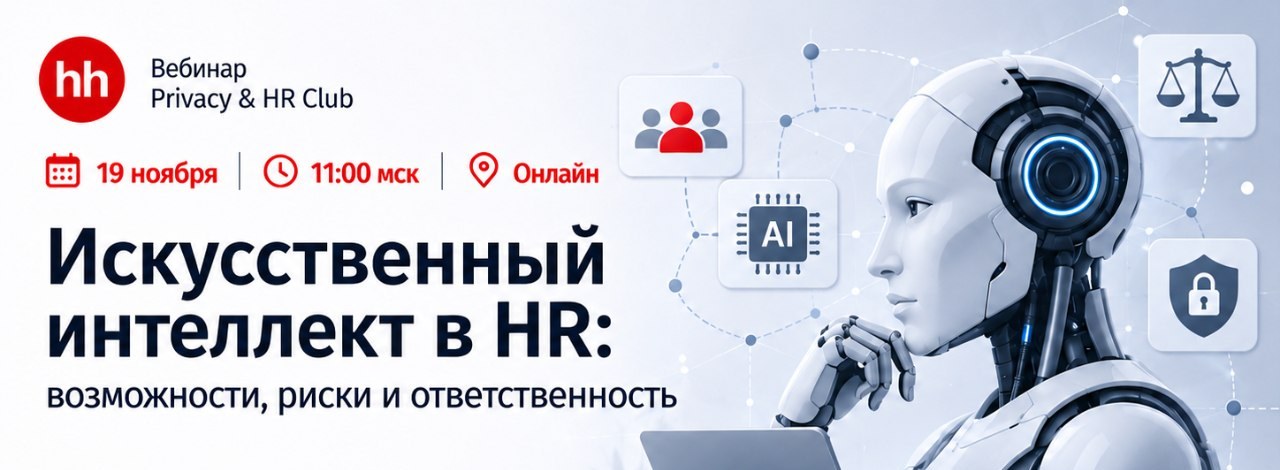 hh
Вебинар
Privacy & HR Club
19 ноября
11:00 мск
Онлайн
Искусственный
интеллект в HR:
возможности, риски и ответственность
AI